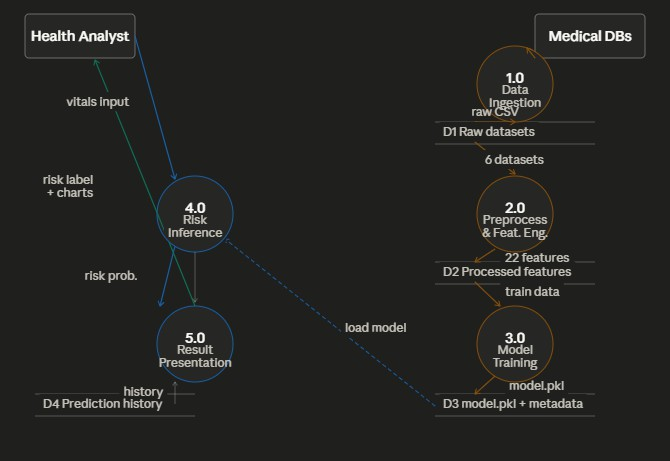 Health Analyst
Medical DBs
1.0
Data
Ingestion
vitals input
raw CSV
D1 Raw datasets
6 datasets
risk label
+ charts
4.0
Risk
Inference
2.0
Preprocess
& Feat. Eng.
22 features
D2 Processed features
risk prob.
train data
load model
5.0
Result
Presentation
3.0
Model
Training
history
D4 Prediction history
model.pkl
D3 model.pkl + metadata